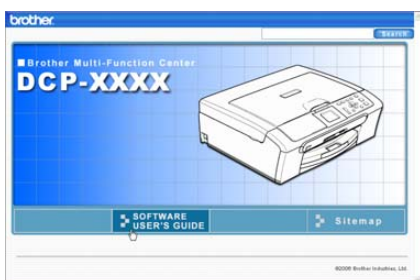 brother
Search
Brother Multi-Function Center
DCP-XXXX
SOFTWARE
USER'S GUIDE
Sitemap
©2006 Brother Industries, Ltd.